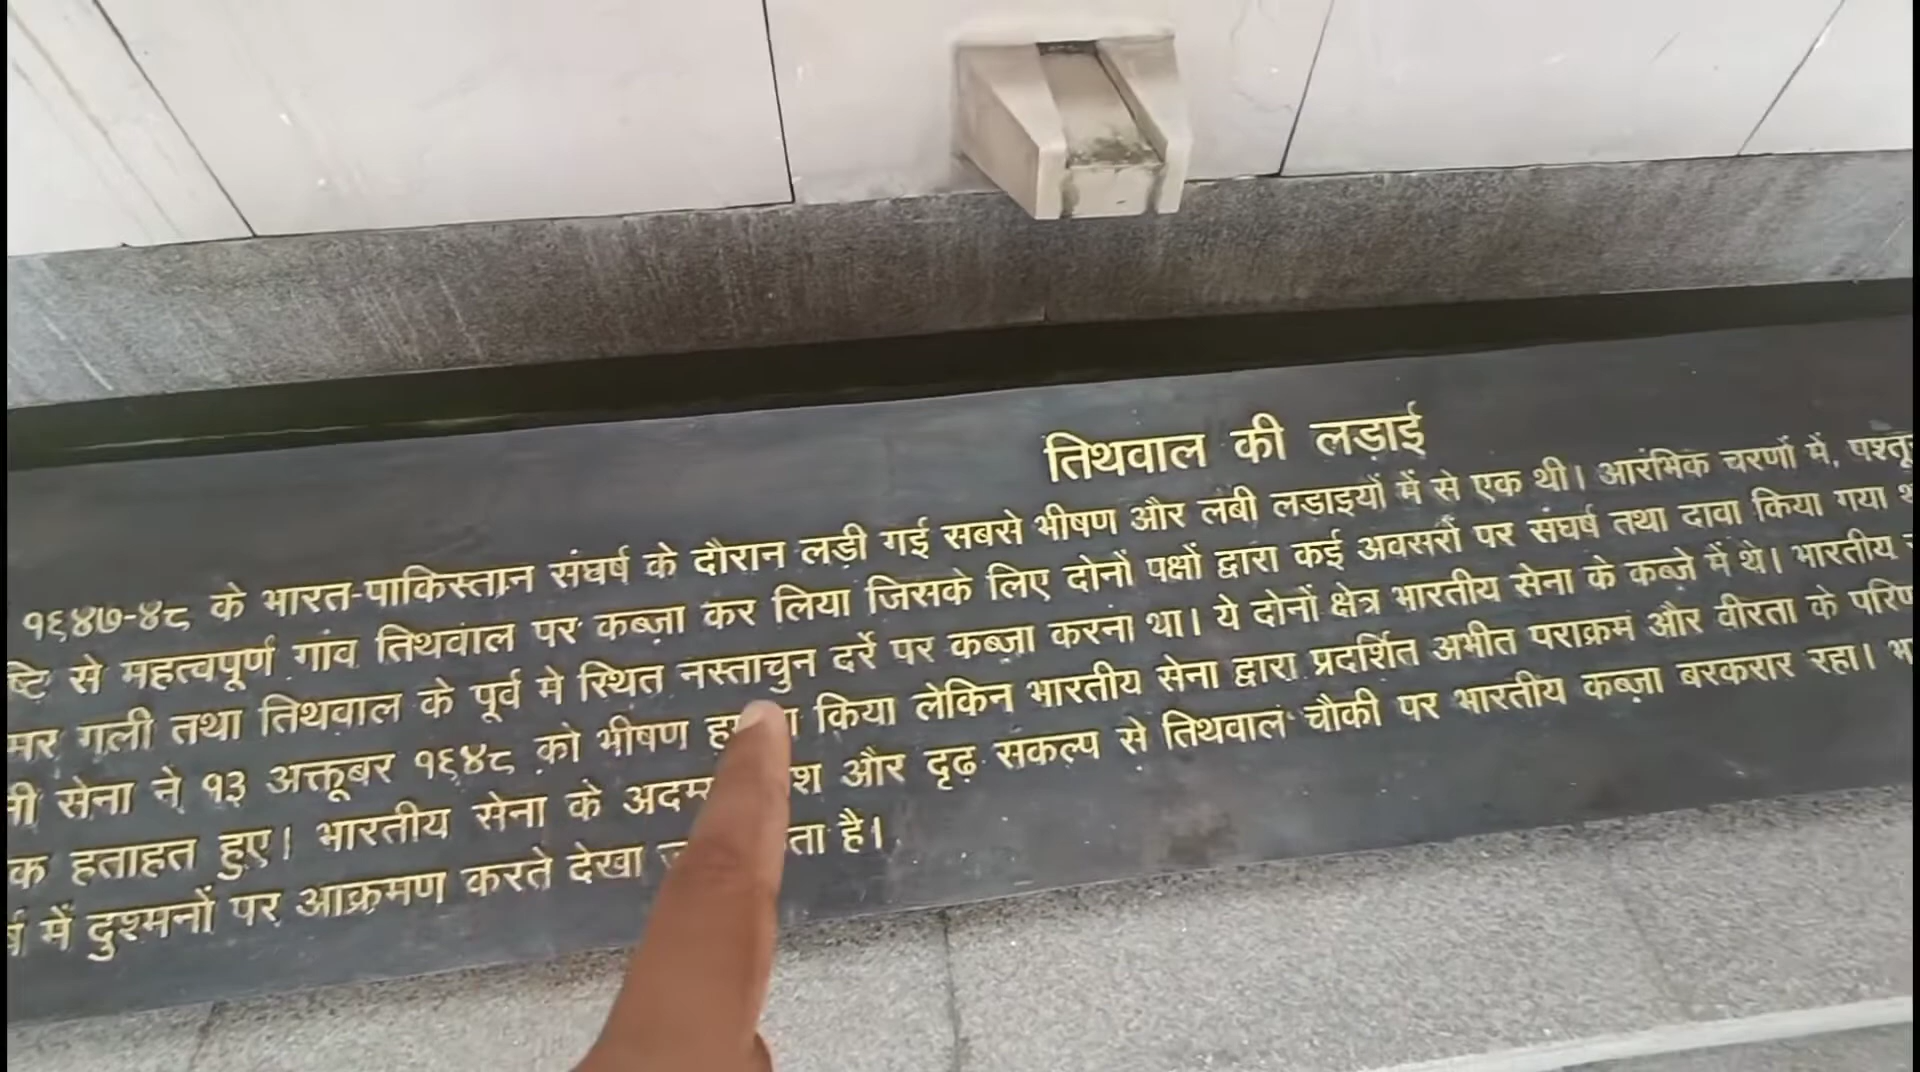 तिथवाल की लड़ाई
१९४७-४८ के भारत-पाकिस्तान संघर्ष के दौरान लड़ी गई सबसे भीषण और लंबी लडाइयों में से एक थी। आरंभिक चरणों में, पश्तू
से महत्वपूर्ण गांव तिथवाल पर कब्ज़ा कर लिया जिसके लिए दोनों पक्षों द्वारा कई अवसरों पर संघर्ष तथा दावा किया गया
गली तथा तिथवाल के पूर्व मे स्थित नस्ताचुन दर्रे पर कब्जा करना था। ये दोनों क्षेत्र भारतीय सेना के कब्जे में थे। भारतीय
सेना ने १३ अक्तूबर १९४८ को भीषण किया लेकिन भारतीय सेना द्वारा प्रदर्शित अभीत पराक्रम और वीरता के
हताहत हुए। भारतीय सेना के और दृढ़ सकल्प से तिथवाल चौकी पर भारतीय कब्ज़ा बरकरार रहा।
में दुश्मनों पर आक्रमण करते देखा है।